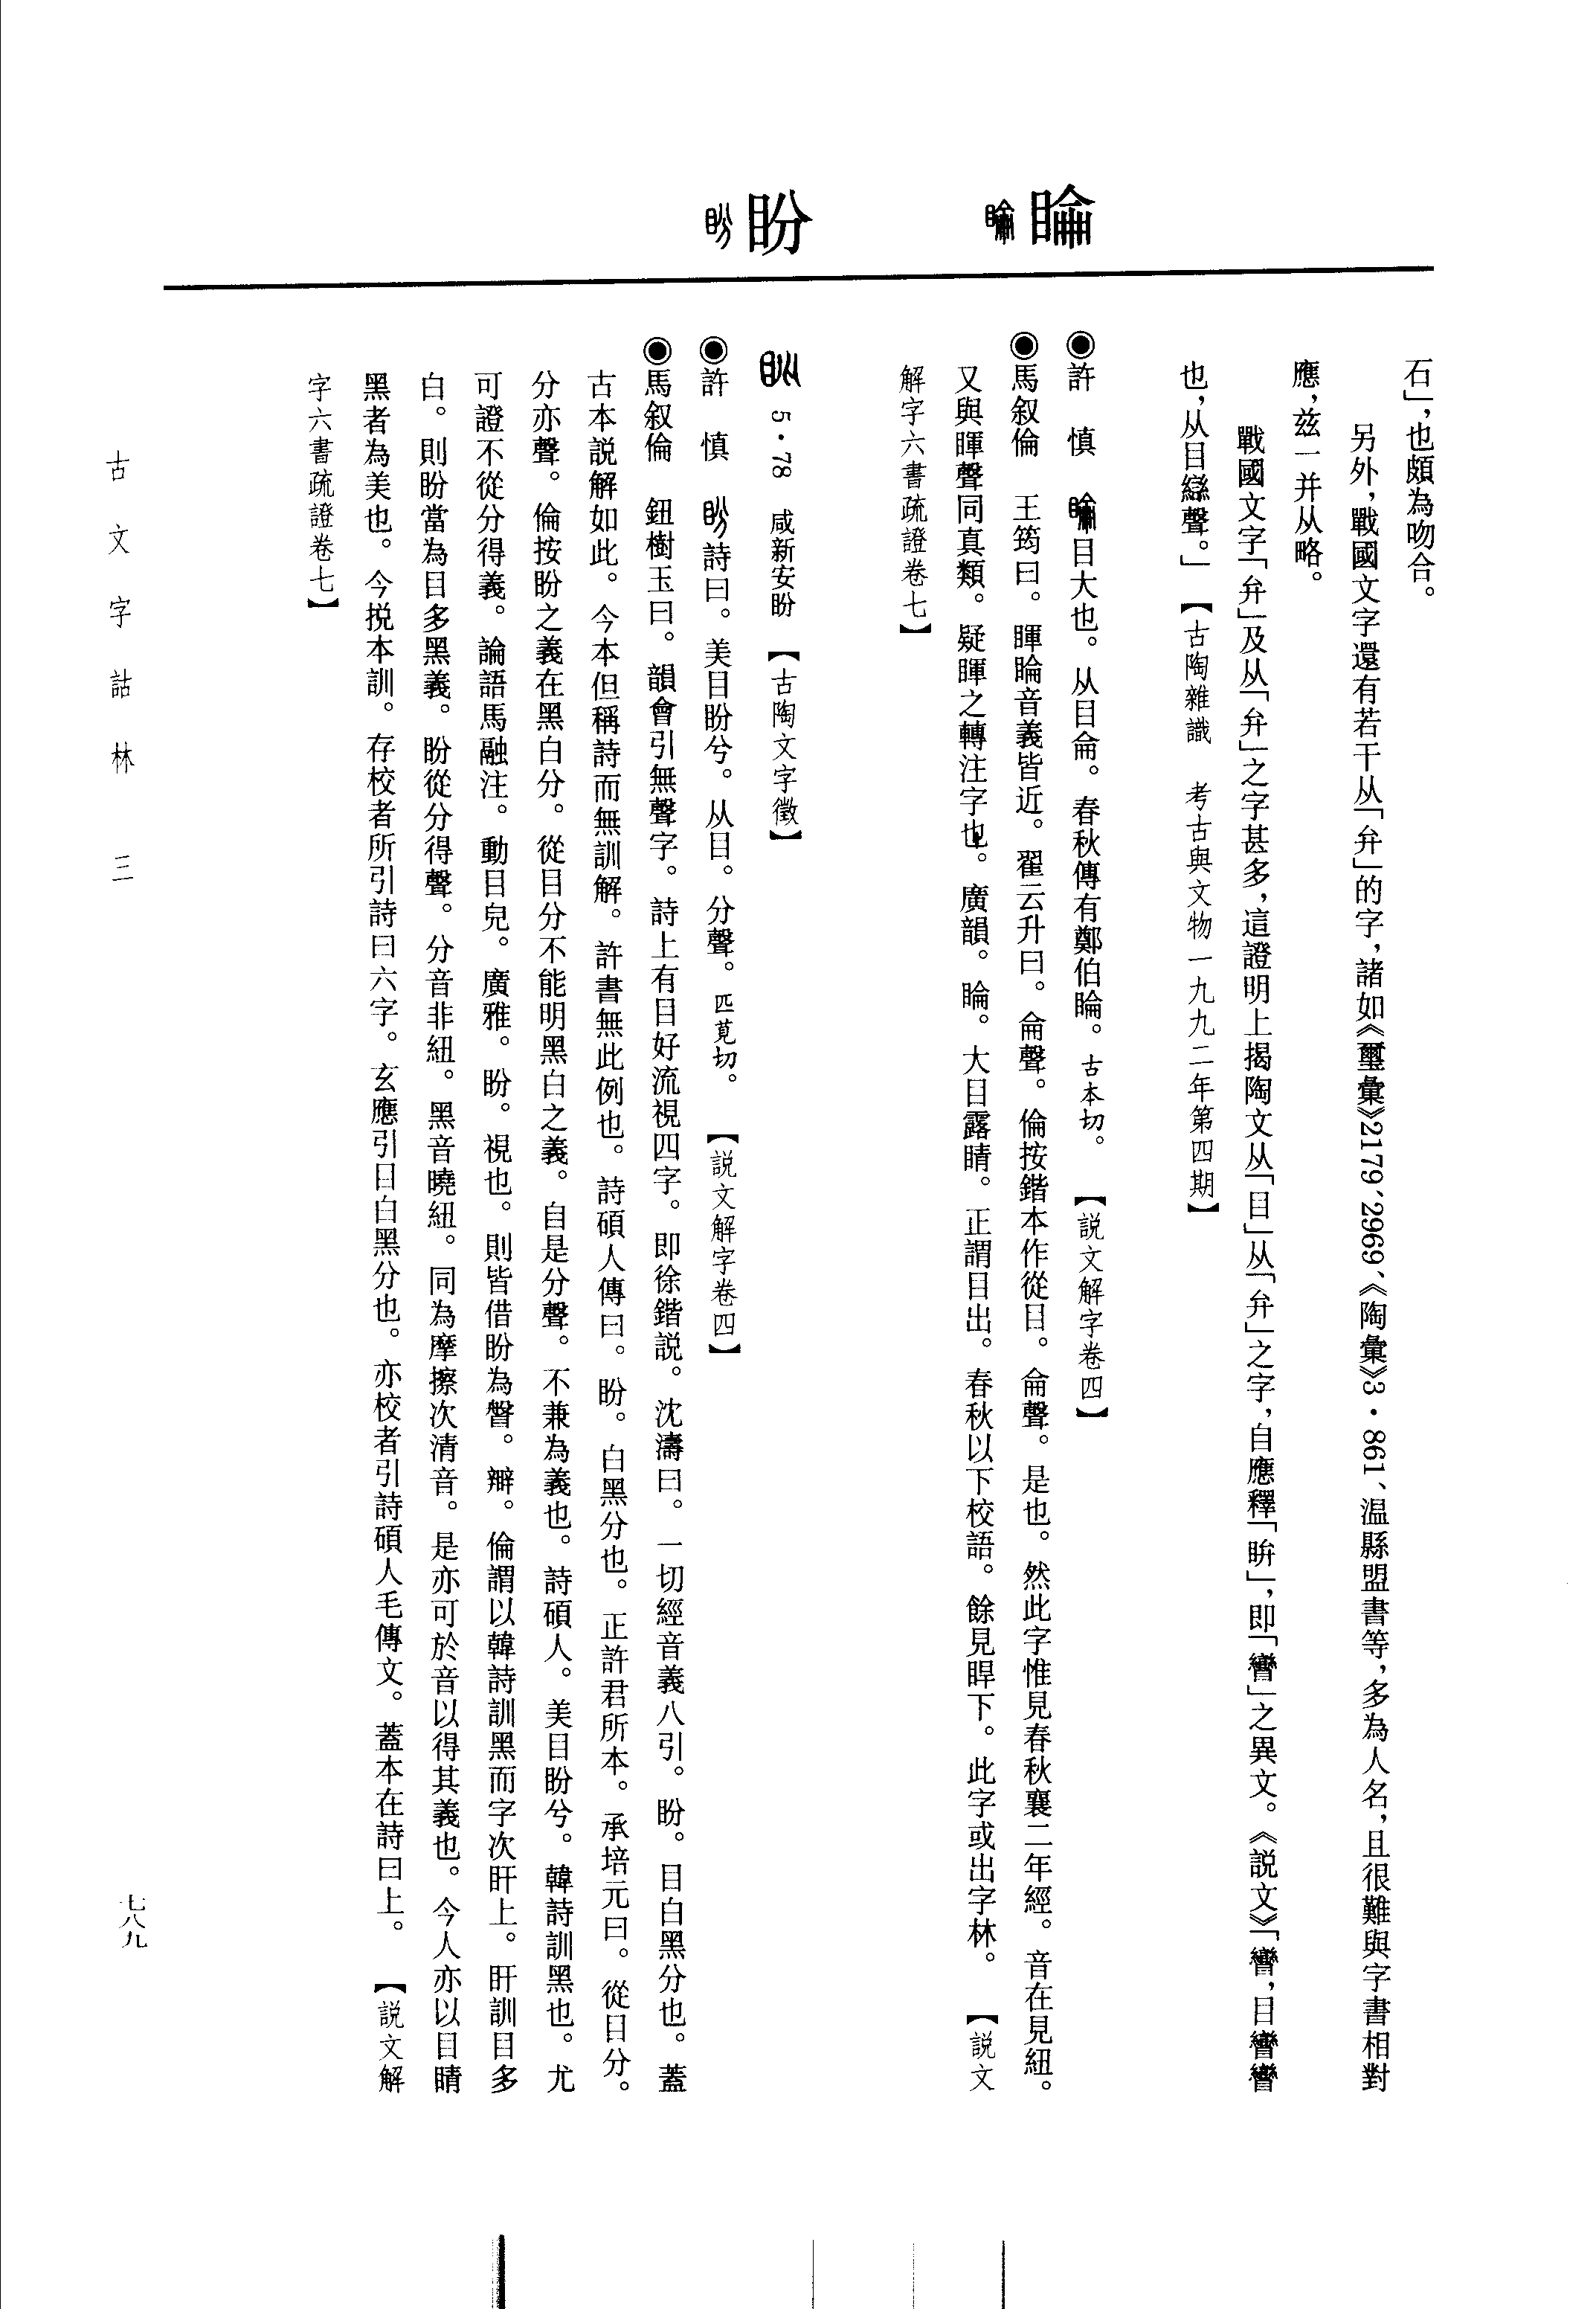 睔
盼
石」，也頗為吻合。
另外，戰國文字還有若干从「弁」的字，諸如《璽彙》2179、2969、《陶彙》3·861、温縣盟書等，多為人名，且很難與字書相對
應，兹一并从略。
戰國文字「弁」及从「弁」之字甚多，這證明上揭陶文从「目」从「弁」之字，自應釋「䀎」，即「矕」之異文。《説文》「矕，目矕矕
也，从目䜌聲。」【古陶雜識　考古與文物一九九二年第四期】
◉許　慎　睔目大也。从目侖。春秋傳有鄭伯睔。古本切。【説文解字卷四】
◉馬叙倫　王筠曰。睴睔音義皆近。翟云升曰。侖聲。倫按鍇本作從目。侖聲。是也。然此字惟見春秋襄二年經。音在見紐。
又與睴聲同真類。疑睴之轉注字也。廣韻。睔。大目露睛。正謂目出。春秋以下校語。餘見睅下。此字或出字林。【説文
解字六書疏證卷七】
5·78　咸新安盼【古陶文字徵】
◉許　慎　盼詩曰。美目盼兮。从目。分聲。匹莧切。【説文解字卷四】
◉馬叙倫　鈕樹玉曰。韻會引無聲字。詩上有目好流視四字。即徐鍇説。沈濤曰。一切經音義八引。盼。目白黑分也。蓋
古本説解如此。今本但稱詩而無訓解。許書無此例也。詩碩人傳曰。盼。白黑分也。正許君所本。承培元曰。從目分。
分亦聲。倫按盼之義在黑白分。從目分不能明黑白之義。自是分聲。不兼為義也。詩碩人。美目盼兮。韓詩訓黑也。尤
可證不從分得義。論語馬融注。動目皃。廣雅。盼。視也。則皆借盼為眢。辯。倫謂以韓詩訓黑而字次盰上。盰訓目多
白。則盼當為目多黑義。盼從分得聲。分音非紐。黑音曉紐。同為摩擦次清音。是亦可於音以得其義也。今人亦以目睛
黑者為美也。今挩本訓。存校者所引詩曰六字。玄應引目白黑分也。亦校者引詩碩人毛傳文。蓋本在詩曰上。【説文解
字六書疏證卷七】
古文字詁林　三
七八九